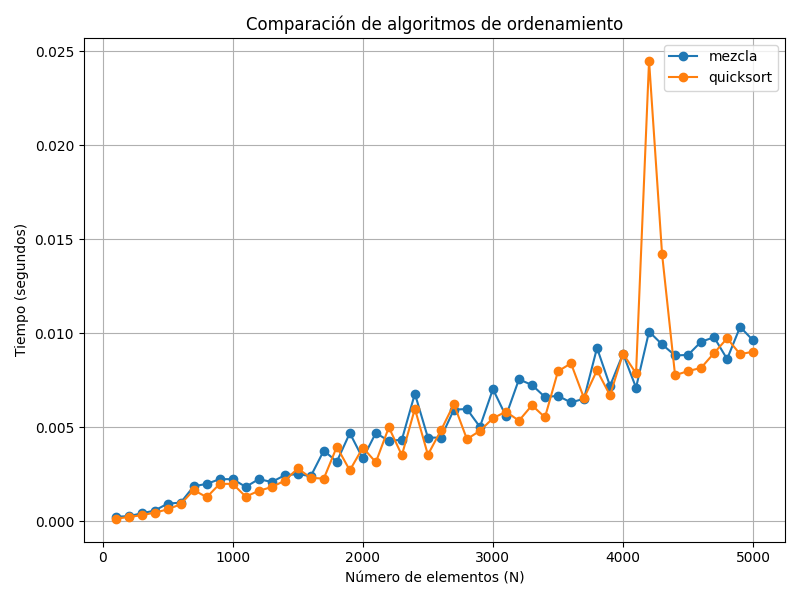 Comparación de algoritmos de ordenamiento
mezcla
quicksort
Tiempo (segundos)
0.025
0.020
0.015
0.010
0.005
0.000
0 1000 2000 3000 4000 5000
Número de elementos (N)